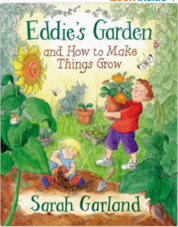 Eddie's Garden
and How to Make
Things Grow
Sarah Garland